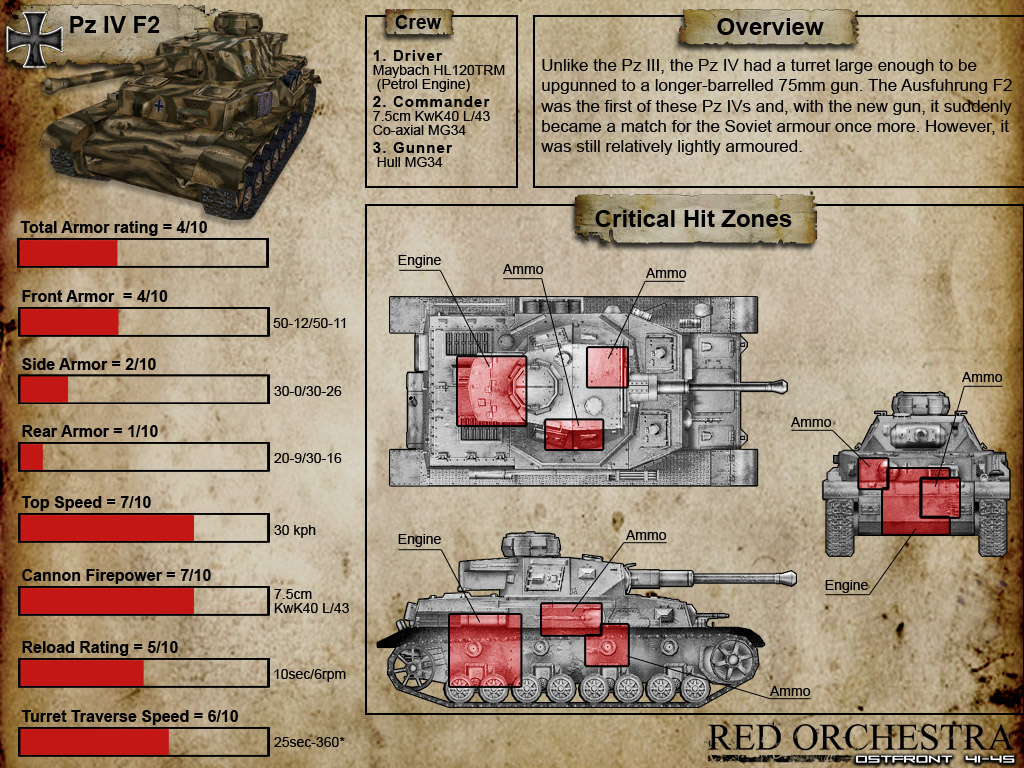 Pz IV F2
Crew
1. Driver
Maybach HL120TRM
(Petrol Engine)
2. Commander
7.5cm KwK40 L/43
Co-axial MG34
3. Gunner
Hull MG34
Overview
Unlike the Pz III, the Pz IV had a turret large enough to be
upgunned to a longer-barrelled 75mm gun. The Ausfuhrung F2
was the first of these Pz IVs and, with the new gun, it suddenly
became a match for the Soviet armour once more. However, it
was still relatively lightly armoured.
Total Armor rating = 4/10
Front Armor = 4/10
50-12/50-11
Side Armor = 2/10
30-0/30-26
Rear Armor = 1/10
20-9/30-16
Top Speed = 7/10
30 kph
Cannon Firepower = 7/10
7.5cm
KwK40 L/43
Reload Rating = 5/10
10sec/6rpm
Turret Traverse Speed = 6/10
25sec-360*
Critical Hit Zones
Engine
Ammo
Ammo
Ammo
Ammo
Engine
Engine
Ammo
Ammo
RED ORCHESTRA
OSTFRONT 41-45